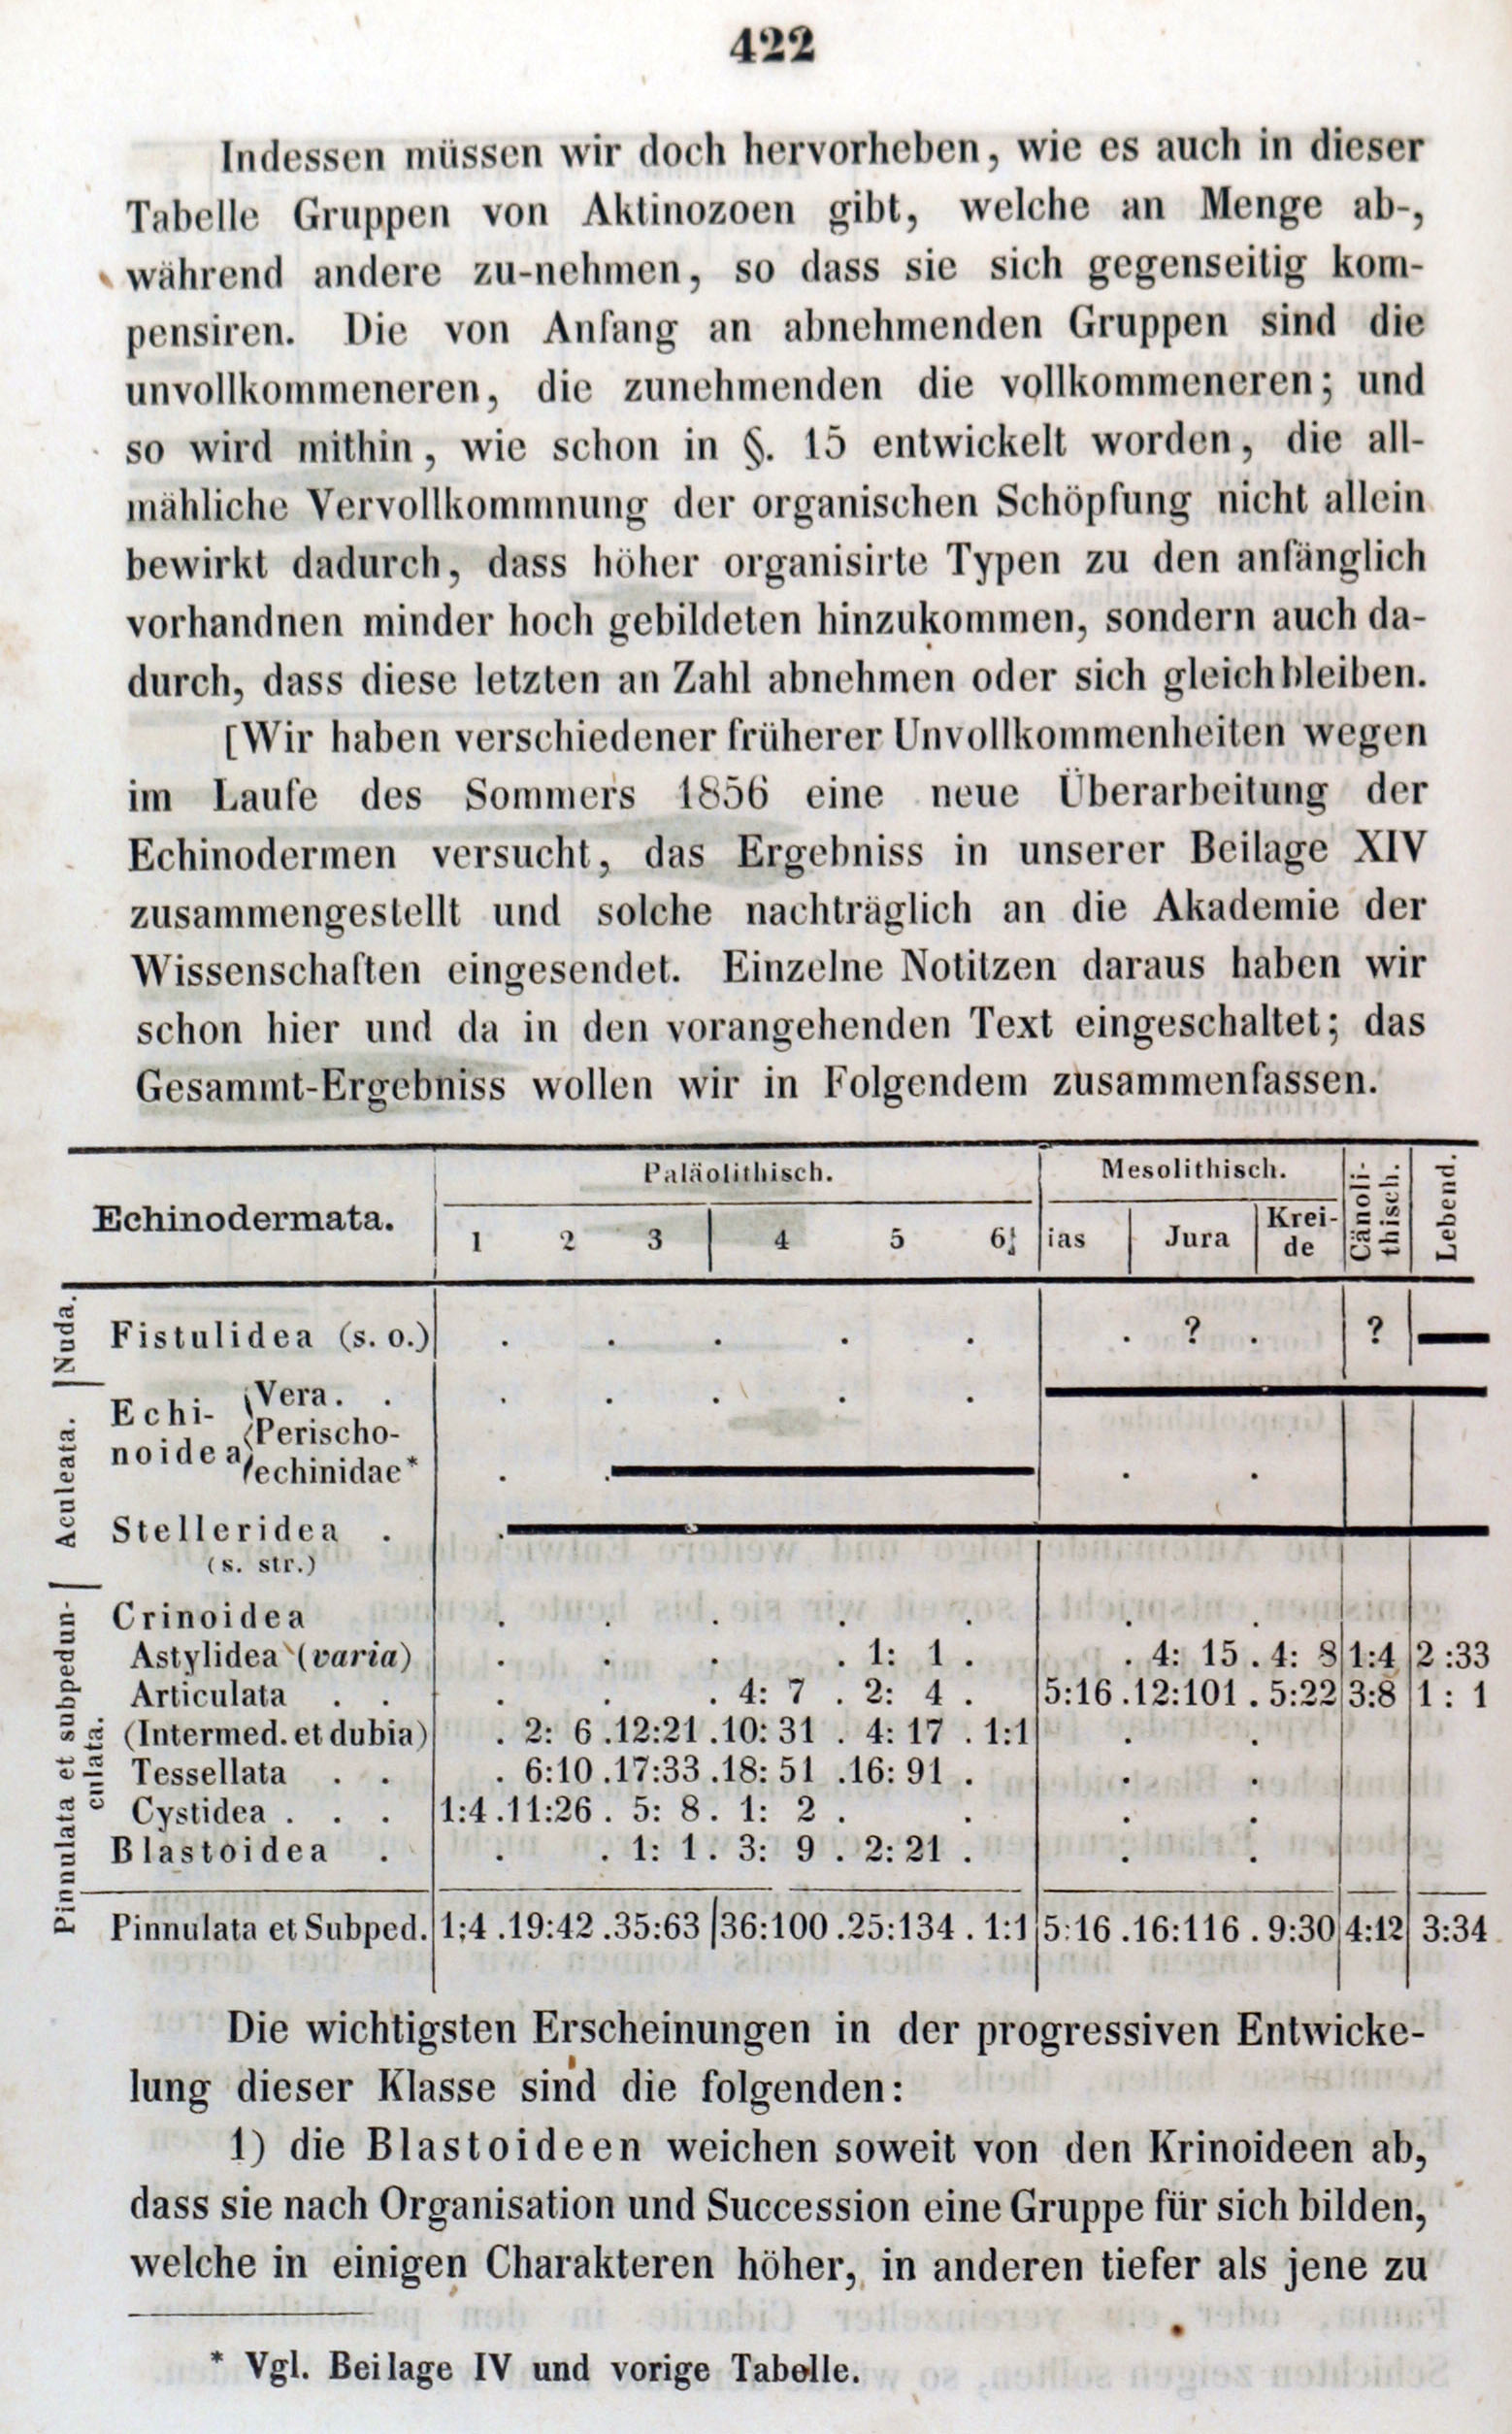 422
Indessen müssen wir doch hervorheben, wie es auch in dieser
Tabelle Gruppen von Aktinozoen gibt, welche an Menge ab-,
während andere zu-nehmen, so dass sie sich gegenseitig kom-
pensiren. Die von Anfang an abnehmenden Gruppen sind die
unvollkommeneren, die zunehmenden die vollkommeneren; und
so wird mithin, wie schon in §. 15 entwickelt worden, die all-
mähliche Vervollkommnung der organischen Schöpfung nicht allein
bewirkt dadurch, dass höher organisirte Typen zu den anfänglich
vorhandnen minder hoch gebildeten hinzukommen, sondern auch da-
durch, dass diese letzten an Zahl abnehmen oder sich gleichbleiben.
[Wir haben verschiedener früherer Unvollkommenheiten wegen
im Laufe des Sommers 1856 eine neue Überarbeitung der
Echinodermen versucht, das Ergebniss in unserer Beilage XIV
zusammengestellt und solche nachträglich an die Akademie der
Wissenschaften eingesendet. Einzelne Notitzen daraus haben wir
schon hier und da in den vorangehenden Text eingeschaltet; das
Gesammt-Ergebniss wollen wir in Folgendem zusammenfassen.
Echinodermata. Paläolithisch. Mesolithisch. Cänoli-thisch. Lebend.
1 2 3 4 5 6 ias Jura Krei-de
Nuda.
Fistulidea (s. o.) . . . . . . ? . ?
Aculeata.
Echi-noidea
Vera. . . . . . .
Perischo-
echinidae* . . . .
Stelleridea . .
(s. str.)
Pinnulata et subpedun-
culata.
Crinoidea . . . . . . .
Astylidea (varia) . . . . 1: 1 . . 4: 15 . 4: 8 1:4 2 :33
Articulata . . . . . 4: 7 . 2: 4 . 5:16 .12:101 . 5:22 3:8 1 : 1
(Intermed. et dubia) . 2: 6 .12:21 .10: 31 . 4: 17 . 1:1 . .
Tessellata . . . 6:10 .17:33 .18: 51 .16: 91 . . .
Cystidea . . . 1:4 .11:26 . 5: 8 . 1: 2 . . . .
Blastoidea . . . 1: 1 . 3: 9 . 2: 21 . . .
Pinnulata et Subped. 1:4 .19:42 .35:63 36:100 .25:134 . 1:1 5:16 .16:116 . 9:30 4:12 3:34
Die wichtigsten Erscheinungen in der progressiven Entwicke-
lung dieser Klasse sind die folgenden:
1) die Blastoideen weichen soweit von den Krinoideen ab,
dass sie nach Organisation und Succession eine Gruppe für sich bilden,
welche in einigen Charakteren höher, in anderen tiefer als jene zu
* Vgl. Beilage IV und vorige Tabelle.